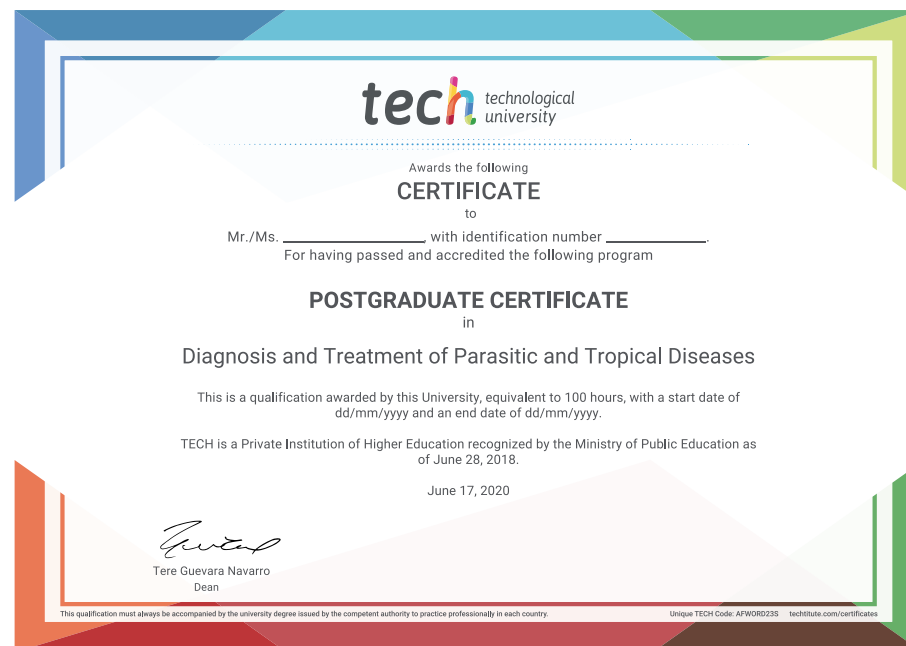 tech technological
university
Awards the following
CERTIFICATE
to
Mr./Ms. ____________________, with identification number ______________.
For having passed and accredited the following program
POSTGRADUATE CERTIFICATE
in
Diagnosis and Treatment of Parasitic and Tropical Diseases
This is a qualification awarded by this University, equivalent to 100 hours, with a start date of
dd/mm/yyyy and an end date of dd/mm/yyyy.
TECH is a Private Institution of Higher Education recognized by the Ministry of Public Education as
of June 28, 2018.
June 17, 2020
Tere Guevara Navarro
Dean
This qualification must always be accompanied by the university degree issued by the competent authority to practice professionally in each country. Unique TECH Code: AFWORD23S techtitute.com/certificates